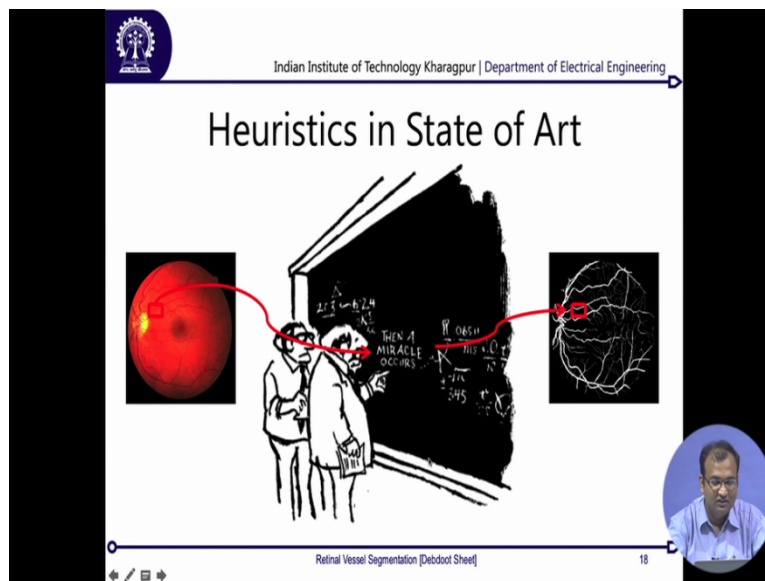 Indian Institute of Technology Kharagpur | Department of Electrical Engineering
Heuristics in State of Art
THEN A
MIRACLE
OCCURS
Retinal Vessel Segmentation [Debdoot Sheet]
18